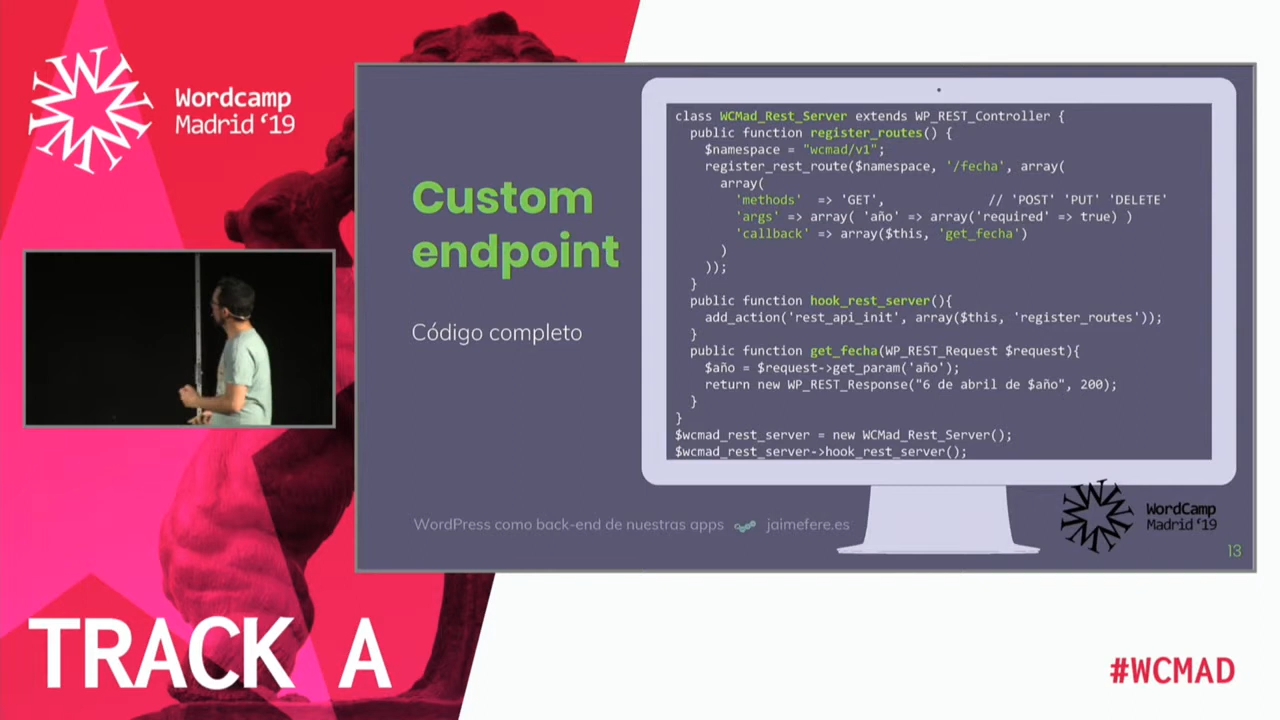 Wordcamp
Madrid ‘19
TRACK A
Custom
endpoint
Código completo
class WCMad_Rest_Server extends WP_REST_Controller {
public function register_routes() {
$namespace = "wcmad/v1";
register_rest_route($namespace, '/fecha', array(
array(
'methods' => 'GET', // 'POST' 'PUT' 'DELETE'
'args' => array( 'año' => array('required' => true) )
'callback' => array($this, 'get_fecha')
)
));
}
public function hook_rest_server(){
add_action('rest_api_init', array($this, 'register_routes'));
}
public function get_fecha(WP_REST_Request $request){
$año = $request->get_param('año');
return new WP_REST_Response("6 de abril de $año", 200);
}
}
$wcmad_rest_server = new WCMad_Rest_Server();
$wcmad_rest_server->hook_rest_server();
WordPress como back-end de nuestras apps jaimefere.es
WordCamp
Madrid ‘19
13
#WCMAD